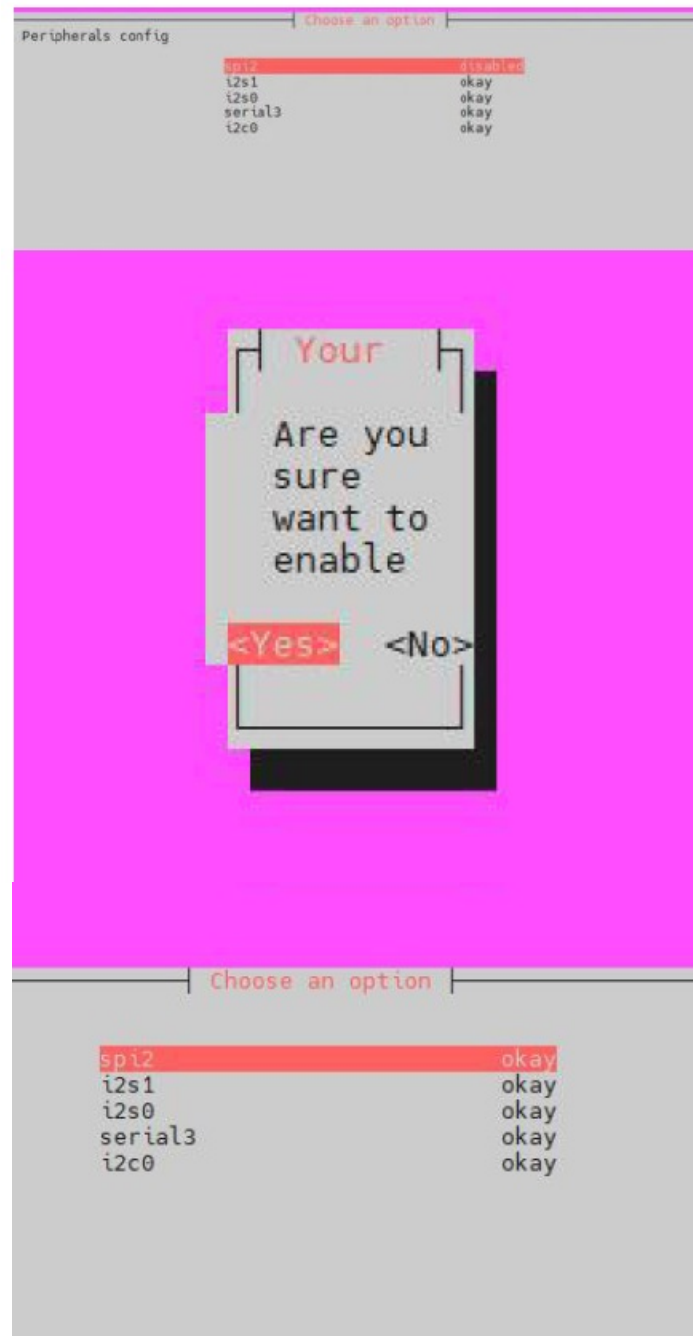 Choose an option
Peripherals config
spi2 disabled
i2s1 okay
i2s0 okay
serial3 okay
i2c0 okay
Your
Are you
sure
want to
enable
<Yes> <No>
Choose an option
spi2 okay
i2s1 okay
i2s0 okay
serial3 okay
i2c0 okay